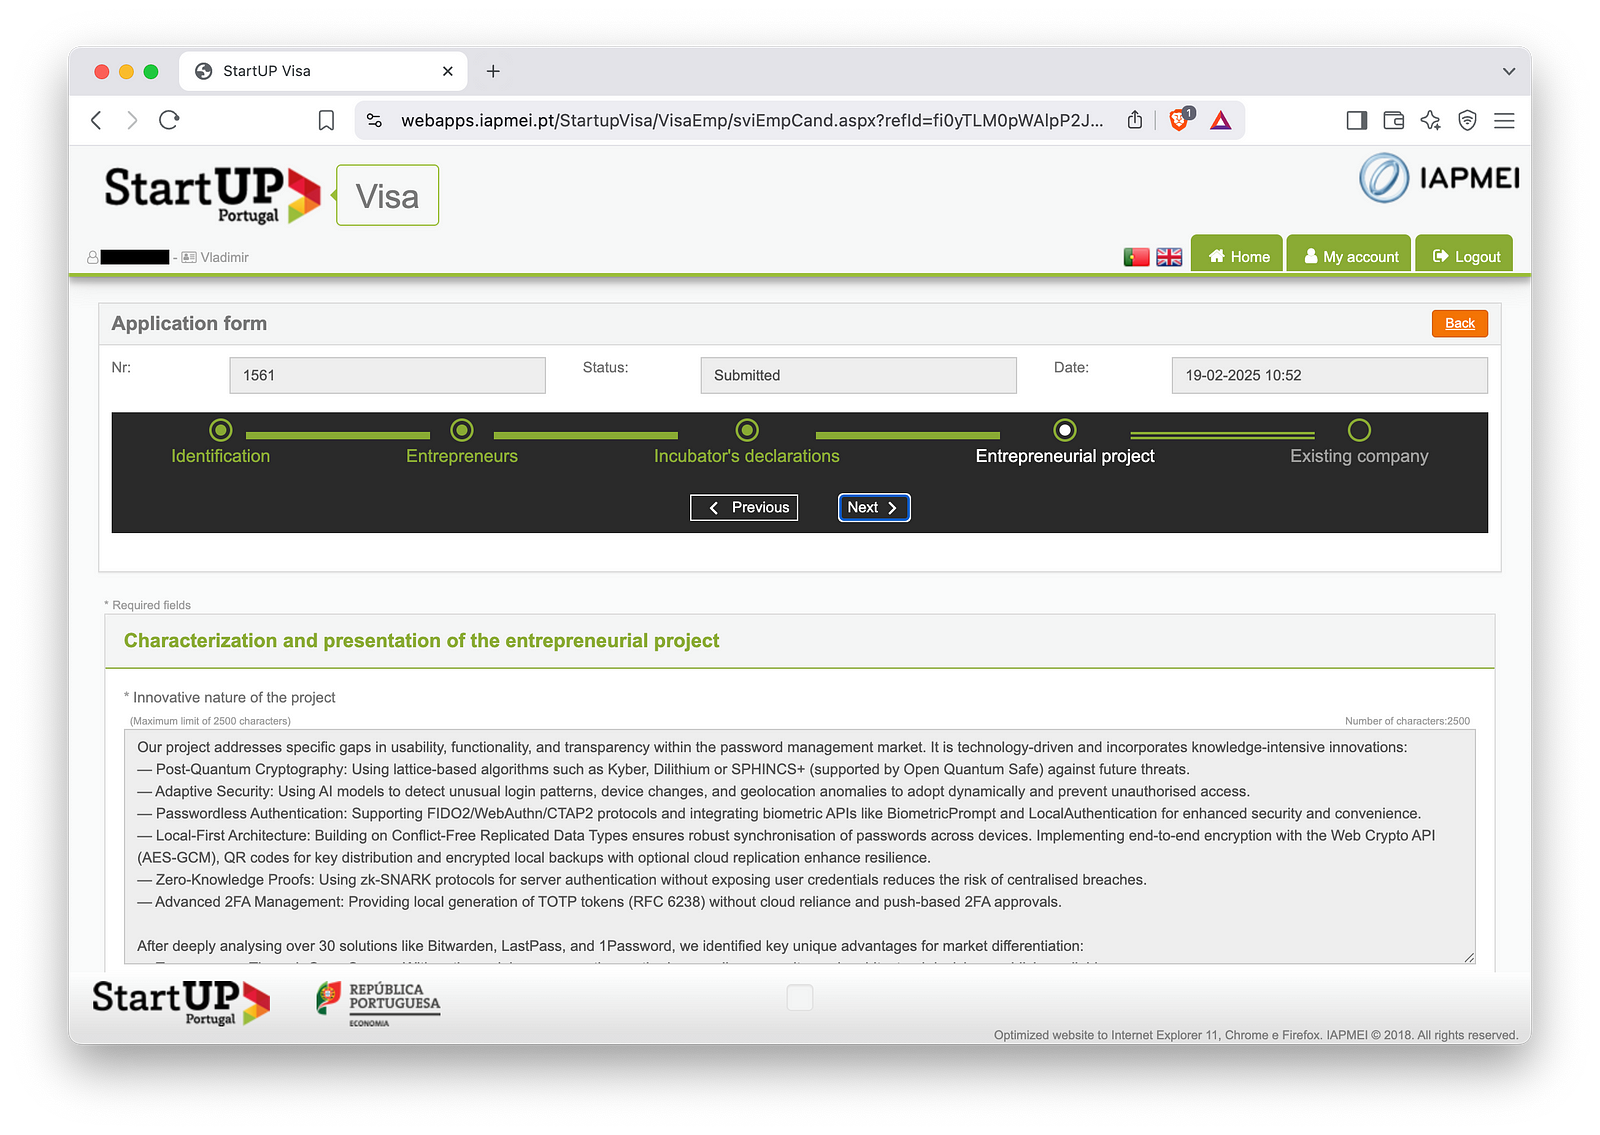 StartUP Visa
webapps.iapmei.pt/StartupVisa/VisaEmp/sviEmpCand.aspx?refId=fi0yTLM0pWAlpP2J...
1
StartUP
Portugal
Visa
IAPMEI
- Vladimir
Home
My account
Logout
Application form
Back
Nr:
1561
Status:
Submitted
Date:
19-02-2025 10:52
Identification
Entrepreneurs
Incubator's declarations
Entrepreneurial project
Existing company
Previous
Next
* Required fields
Characterization and presentation of the entrepreneurial project
* Innovative nature of the project
(Maximum limit of 2500 characters)
Number of characters:2500
Our project addresses specific gaps in usability, functionality, and transparency within the password management market. It is technology-driven and incorporates knowledge-intensive innovations:
— Post-Quantum Cryptography: Using lattice-based algorithms such as Kyber, Dilithium or SPHINCS+ (supported by Open Quantum Safe) against future threats.
— Adaptive Security: Using AI models to detect unusual login patterns, device changes, and geolocation anomalies to adopt dynamically and prevent unauthorised access.
— Passwordless Authentication: Supporting FIDO2/WebAuthn/CTAP2 protocols and integrating biometric APIs like BiometricPrompt and LocalAuthentication for enhanced security and convenience.
— Local-First Architecture: Building on Conflict-Free Replicated Data Types ensures robust synchronisation of passwords across devices. Implementing end-to-end encryption with the Web Crypto API
(AES-GCM), QR codes for key distribution and encrypted local backups with optional cloud replication enhance resilience.
— Zero-Knowledge Proofs: Using zk-SNARK protocols for server authentication without exposing user credentials reduces the risk of centralised breaches.
— Advanced 2FA Management: Providing local generation of TOTP tokens (RFC 6238) without cloud reliance and push-based 2FA approvals.
After deeply analysing over 30 solutions like Bitwarden, LastPass, and 1Password, we identified key unique advantages for market differentiation:
StartUP
Portugal
REPÚBLICA
PORTUGUESA
ECONOMIA
Optimized website to Internet Explorer 11, Chrome e Firefox. IAPMEI © 2018. All rights reserved.